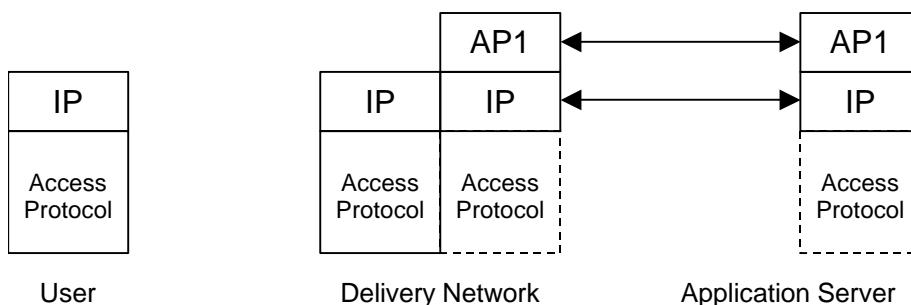 AP1
AP1
IP
IP
IP
IP
Access
Protocol
Access
Protocol
Access
Protocol
Access
Protocol
User
Delivery Network
Application Server